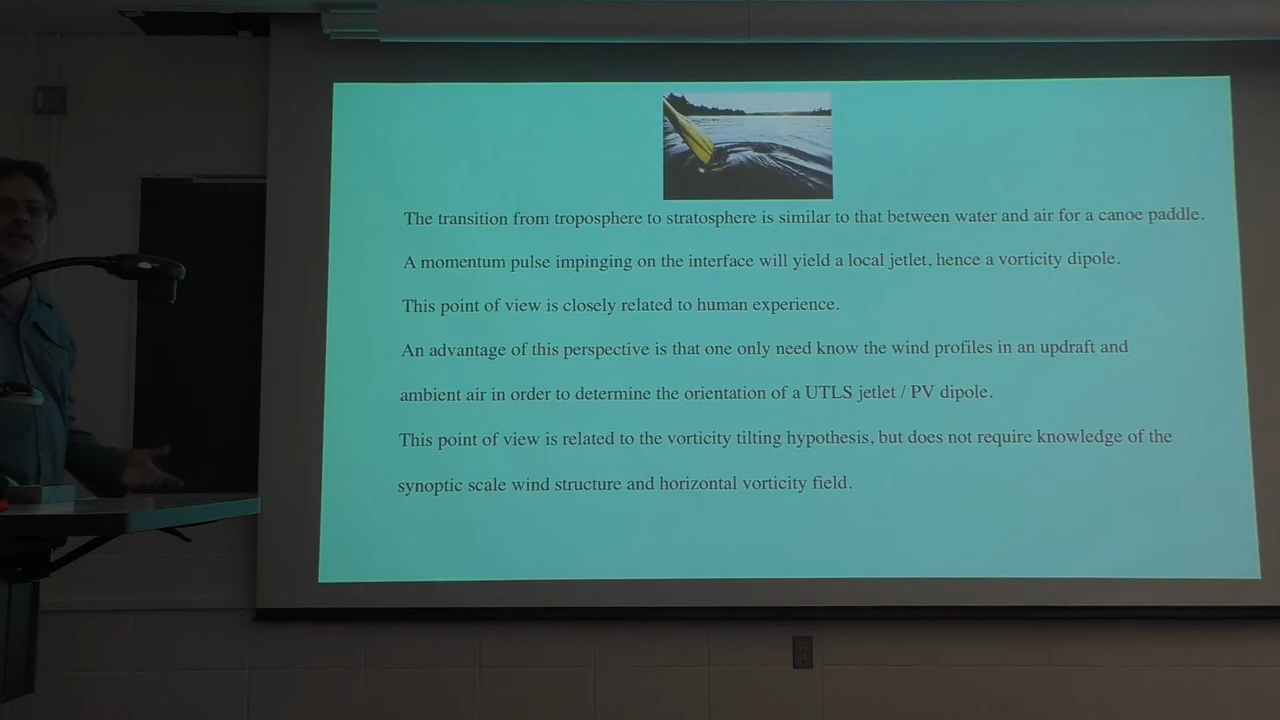 The transition from troposphere to stratosphere is similar to that between water and air for a canoe paddle.
A momentum pulse impinging on the interface will yield a local jetlet, hence a vorticity dipole.
This point of view is closely related to human experience.
An advantage of this perspective is that one only need know the wind profiles in an updraft and
ambient air in order to determine the orientation of a UTLS jetlet / PV dipole.
This point of view is related to the vorticity tilting hypothesis, but does not require knowledge of the
synoptic scale wind structure and horizontal vorticity field.